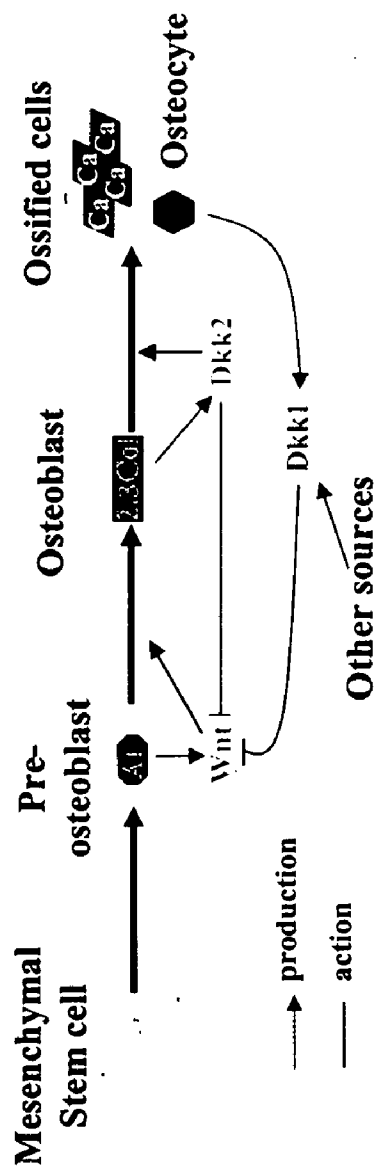 Mesenchymal
Stem cell
Pre-
osteoblast
Osteoblast
Ossified cells
Ca
Ca
Ca
Ca
2.3Col
Osteocyte
Wnt
Dkk2
Dkk1
Other sources
production
action